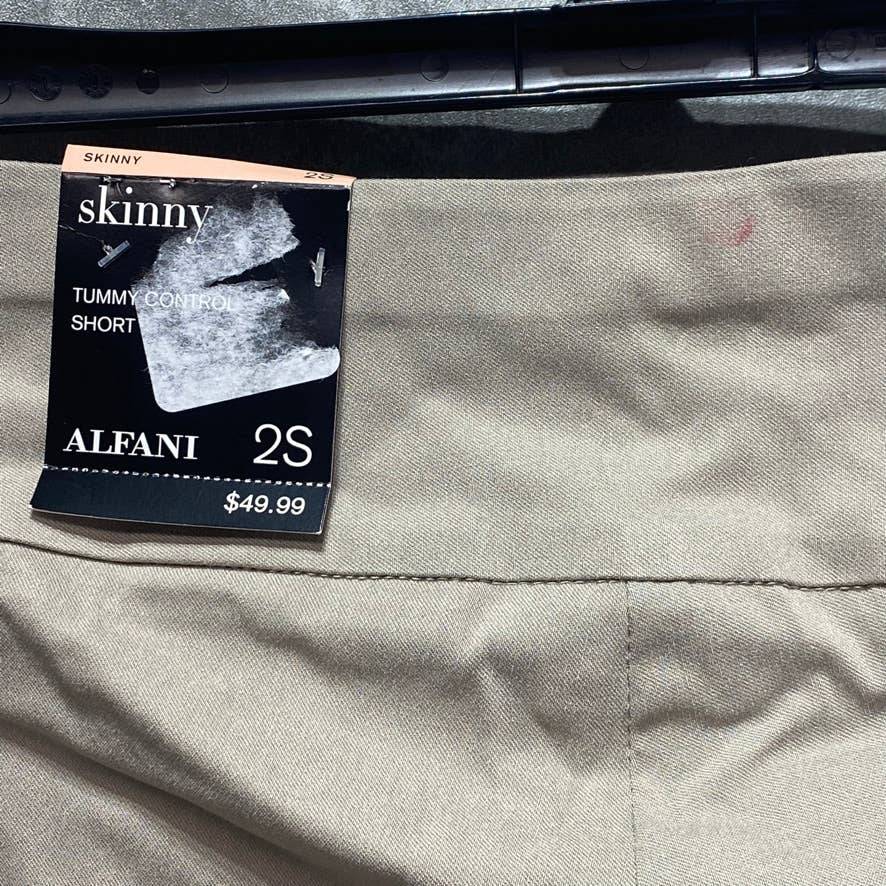 SKINNY
2S
skinny
TUMMY CONTROL
SHORT
ALFANI 2S
$49.99